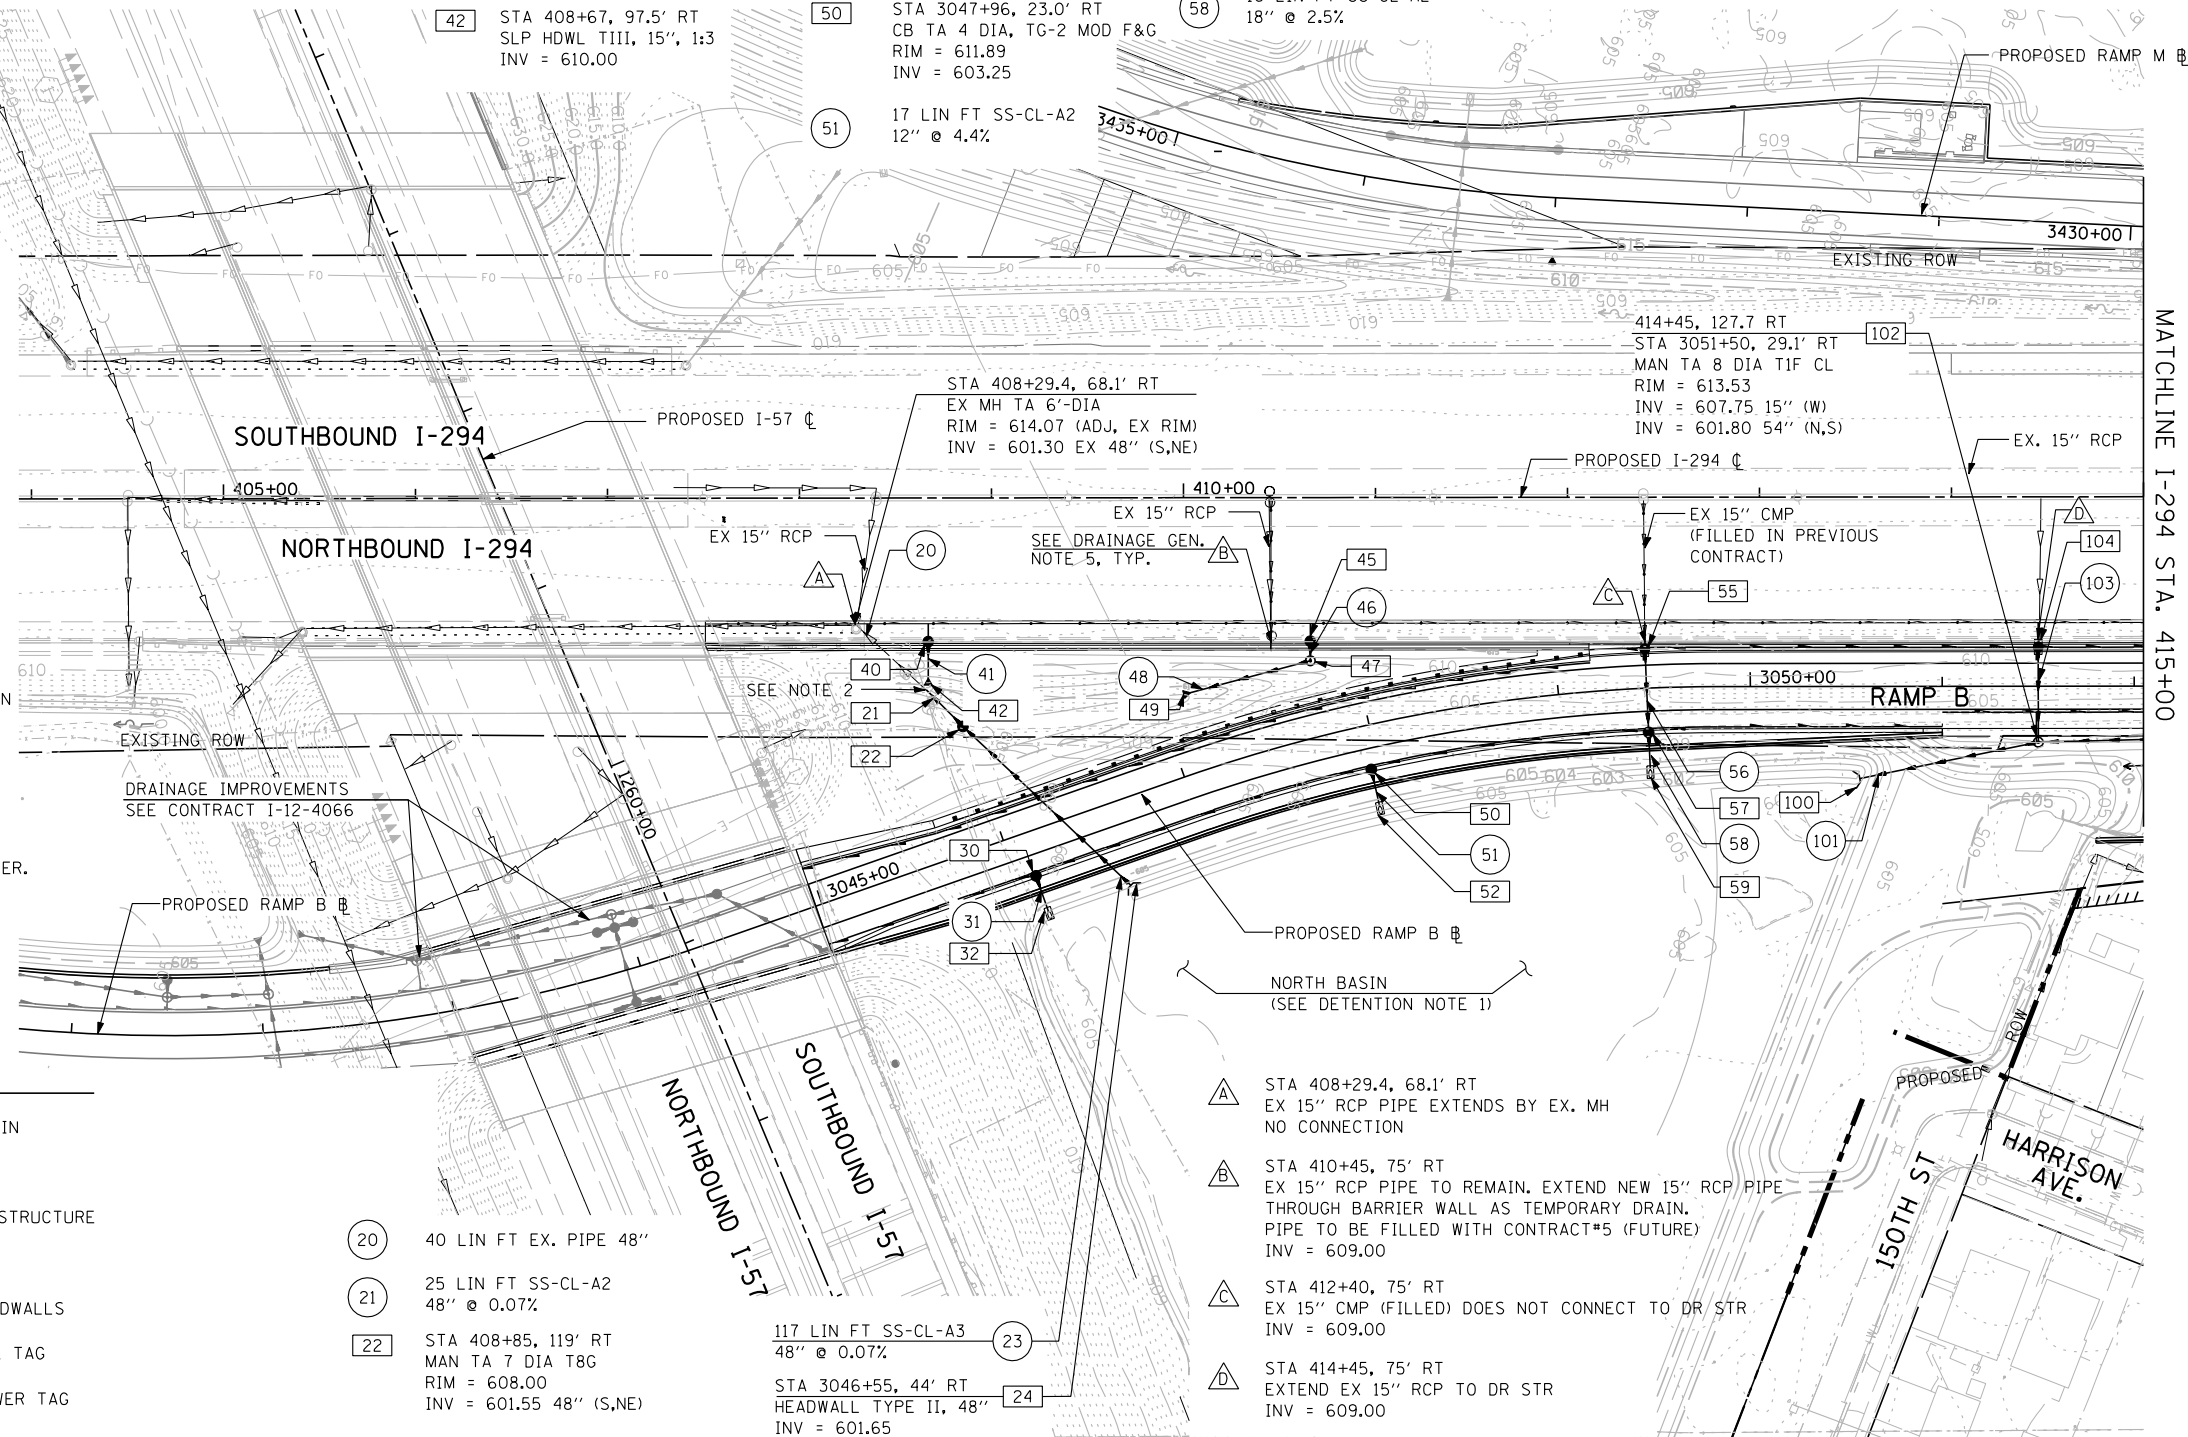 42
STA 408+67, 97.5' RT
SLP HDWL TIII, 15'', 1:3
INV = 610.00
50
STA 3047+96, 23.0' RT
CB TA 4 DIA, TG-2 MOD F&G
RIM = 611.89
INV = 603.25
51
17 LIN FT SS-CL-A2
12'' @ 4.4%
58
18'' @ 2.5%
PROPOSED RAMP M ℄
3435+00
3430+00
EXISTING ROW
414+45, 127.7 RT
STA 3051+50, 29.1' RT
MAN TA 8 DIA T1F CL
RIM = 613.53
INV = 607.75 15'' (W)
INV = 601.80 54'' (N,S)
102
EX. 15'' RCP
MATCHLINE I-294 STA. 415+00
STA 408+29.4, 68.1' RT
EX MH TA 6'-DIA
RIM = 614.07 (ADJ, EX RIM)
INV = 601.30 EX 48'' (S,NE)
PROPOSED I-57 ℄
SOUTHBOUND I-294
PROPOSED I-294 ℄
405+00
410+00
NORTHBOUND I-294
EX 15'' RCP
20
A
EX 15'' RCP
SEE DRAINAGE GEN.
NOTE 5, TYP.
B
45
46
EX 15'' CMP
(FILLED IN PREVIOUS
CONTRACT)
C
55
D
104
103
40
41
SEE NOTE 2
21
42
22
48
47
49
3050+00
RAMP B
EXISTING ROW
DRAINAGE IMPROVEMENTS
SEE CONTRACT I-12-4066
1260+00
56
57
58
59
100
101
50
51
52
30
31
32
3045+00
PROPOSED RAMP B ℄
PROPOSED RAMP B ℄
NORTH BASIN
(SEE DETENTION NOTE 1)
N
ER.
IN
STRUCTURE
DWALLS
TAG
WER TAG
NORTHBOUND I-57
SOUTHBOUND I-57
PROPOSED
ROW
150TH ST
HARRISON
AVE.
A
STA 408+29.4, 68.1' RT
EX 15'' RCP PIPE EXTENDS BY EX. MH
NO CONNECTION
B
STA 410+45, 75' RT
EX 15'' RCP PIPE TO REMAIN. EXTEND NEW 15'' RCP PIPE
THROUGH BARRIER WALL AS TEMPORARY DRAIN.
PIPE TO BE FILLED WITH CONTRACT#5 (FUTURE)
INV = 609.00
C
STA 412+40, 75' RT
EX 15'' CMP (FILLED) DOES NOT CONNECT TO DR STR
INV = 609.00
D
STA 414+45, 75' RT
EXTEND EX 15'' RCP TO DR STR
INV = 609.00
20
40 LIN FT EX. PIPE 48''
21
25 LIN FT SS-CL-A2
48'' @ 0.07%
22
STA 408+85, 119' RT
MAN TA 7 DIA T8G
RIM = 608.00
INV = 601.55 48'' (S,NE)
117 LIN FT SS-CL-A3
48'' @ 0.07%
23
STA 3046+55, 44' RT
HEADWALL TYPE II, 48''
INV = 601.65
24